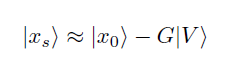 |x_s⟩ ≈ |x_0⟩ − G|V⟩